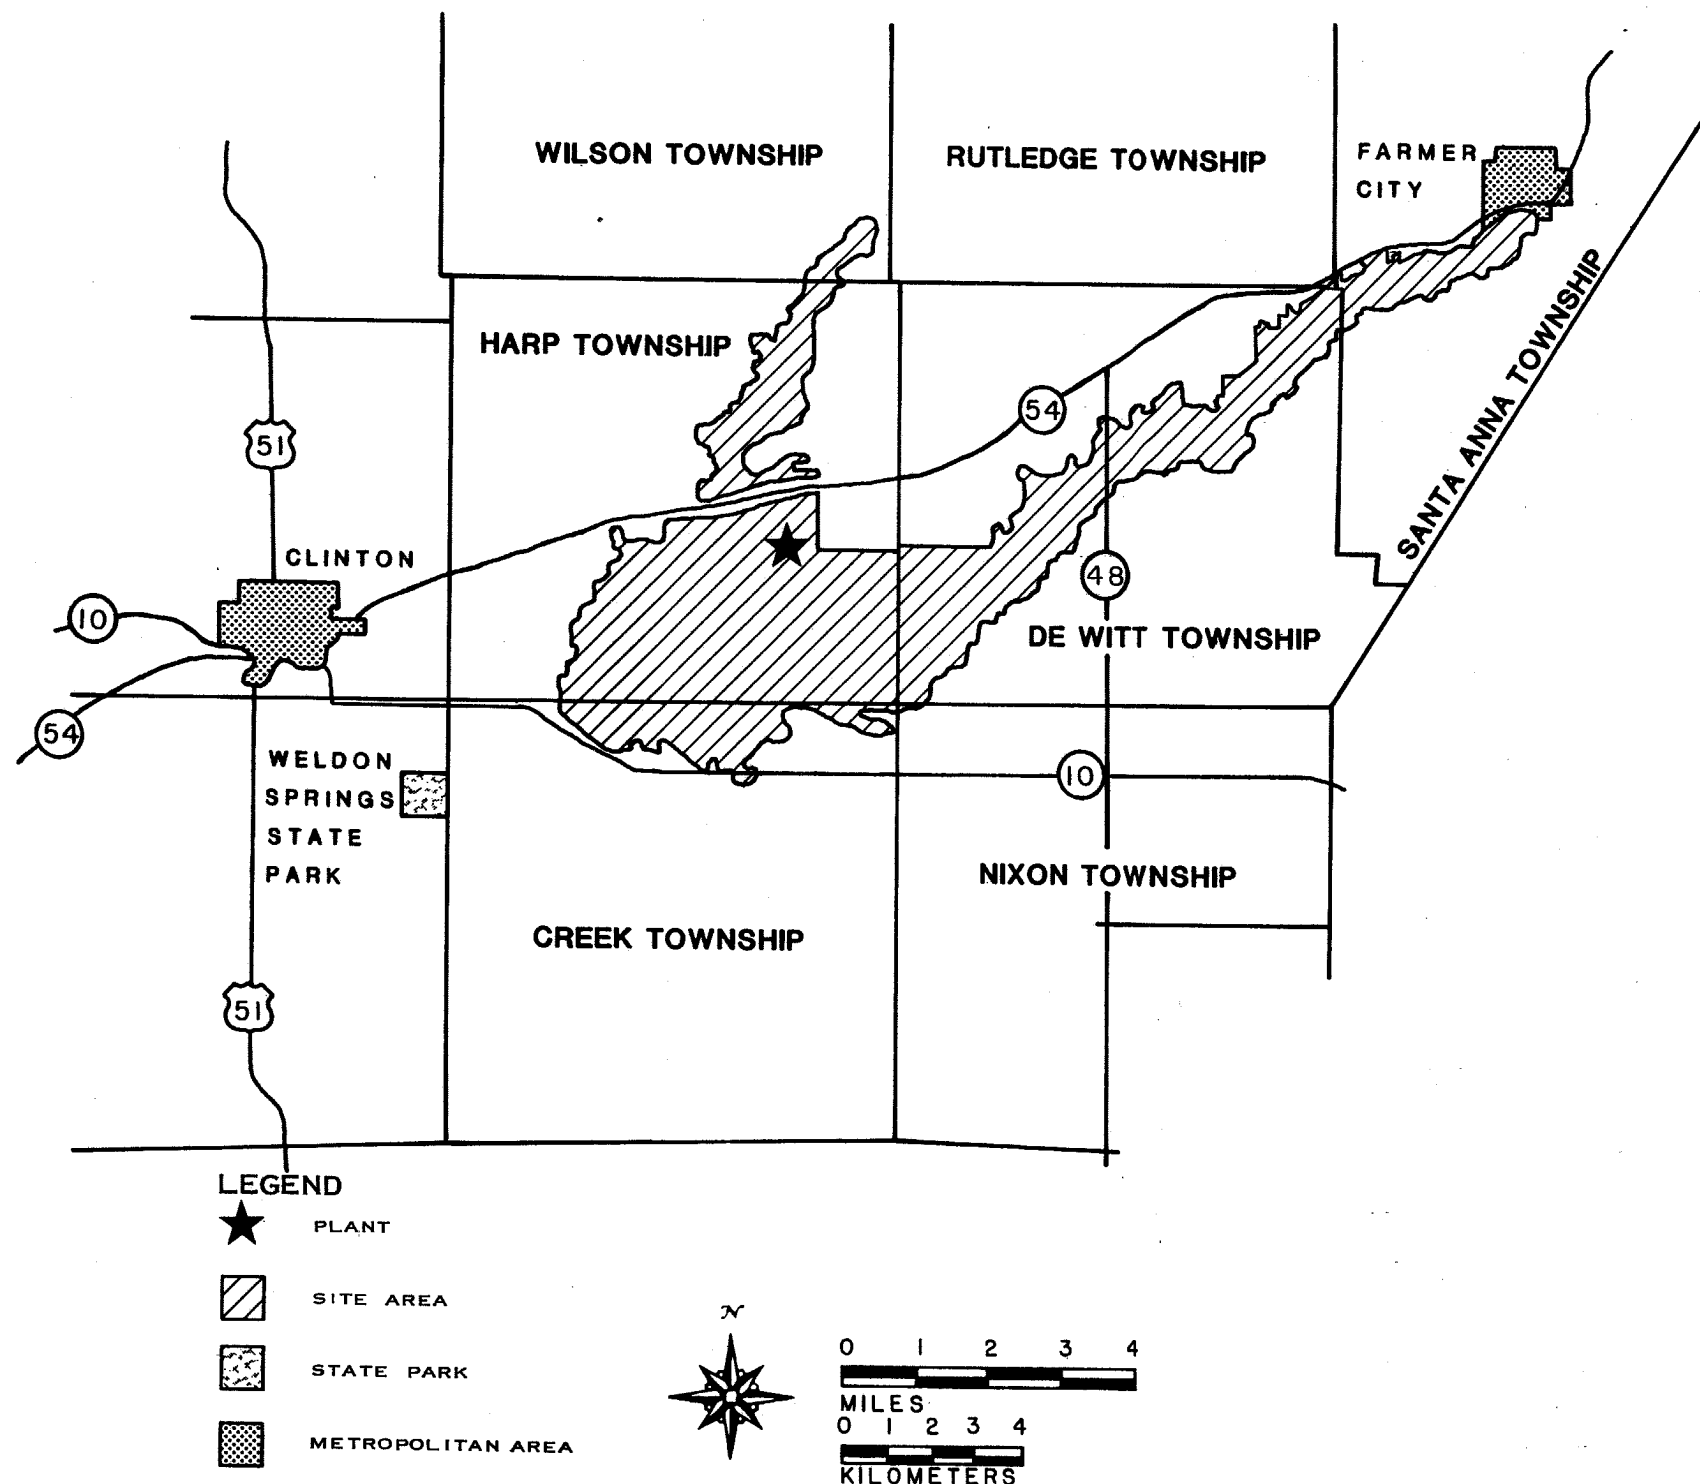 WILSON TOWNSHIP
RUTLEDGE TOWNSHIP
FARMER
CITY
HARP TOWNSHIP
SANTA ANNA TOWNSHIP
54
51
CLINTON
48
10
DE WITT TOWNSHIP
54
WELDON
SPRINGS
STATE
PARK
10
NIXON TOWNSHIP
CREEK TOWNSHIP
51
LEGEND
PLANT
SITE AREA
STATE PARK
METROPOLITAN AREA
N
0 1 2 3 4
MILES
0 1 2 3 4
KILOMETERS